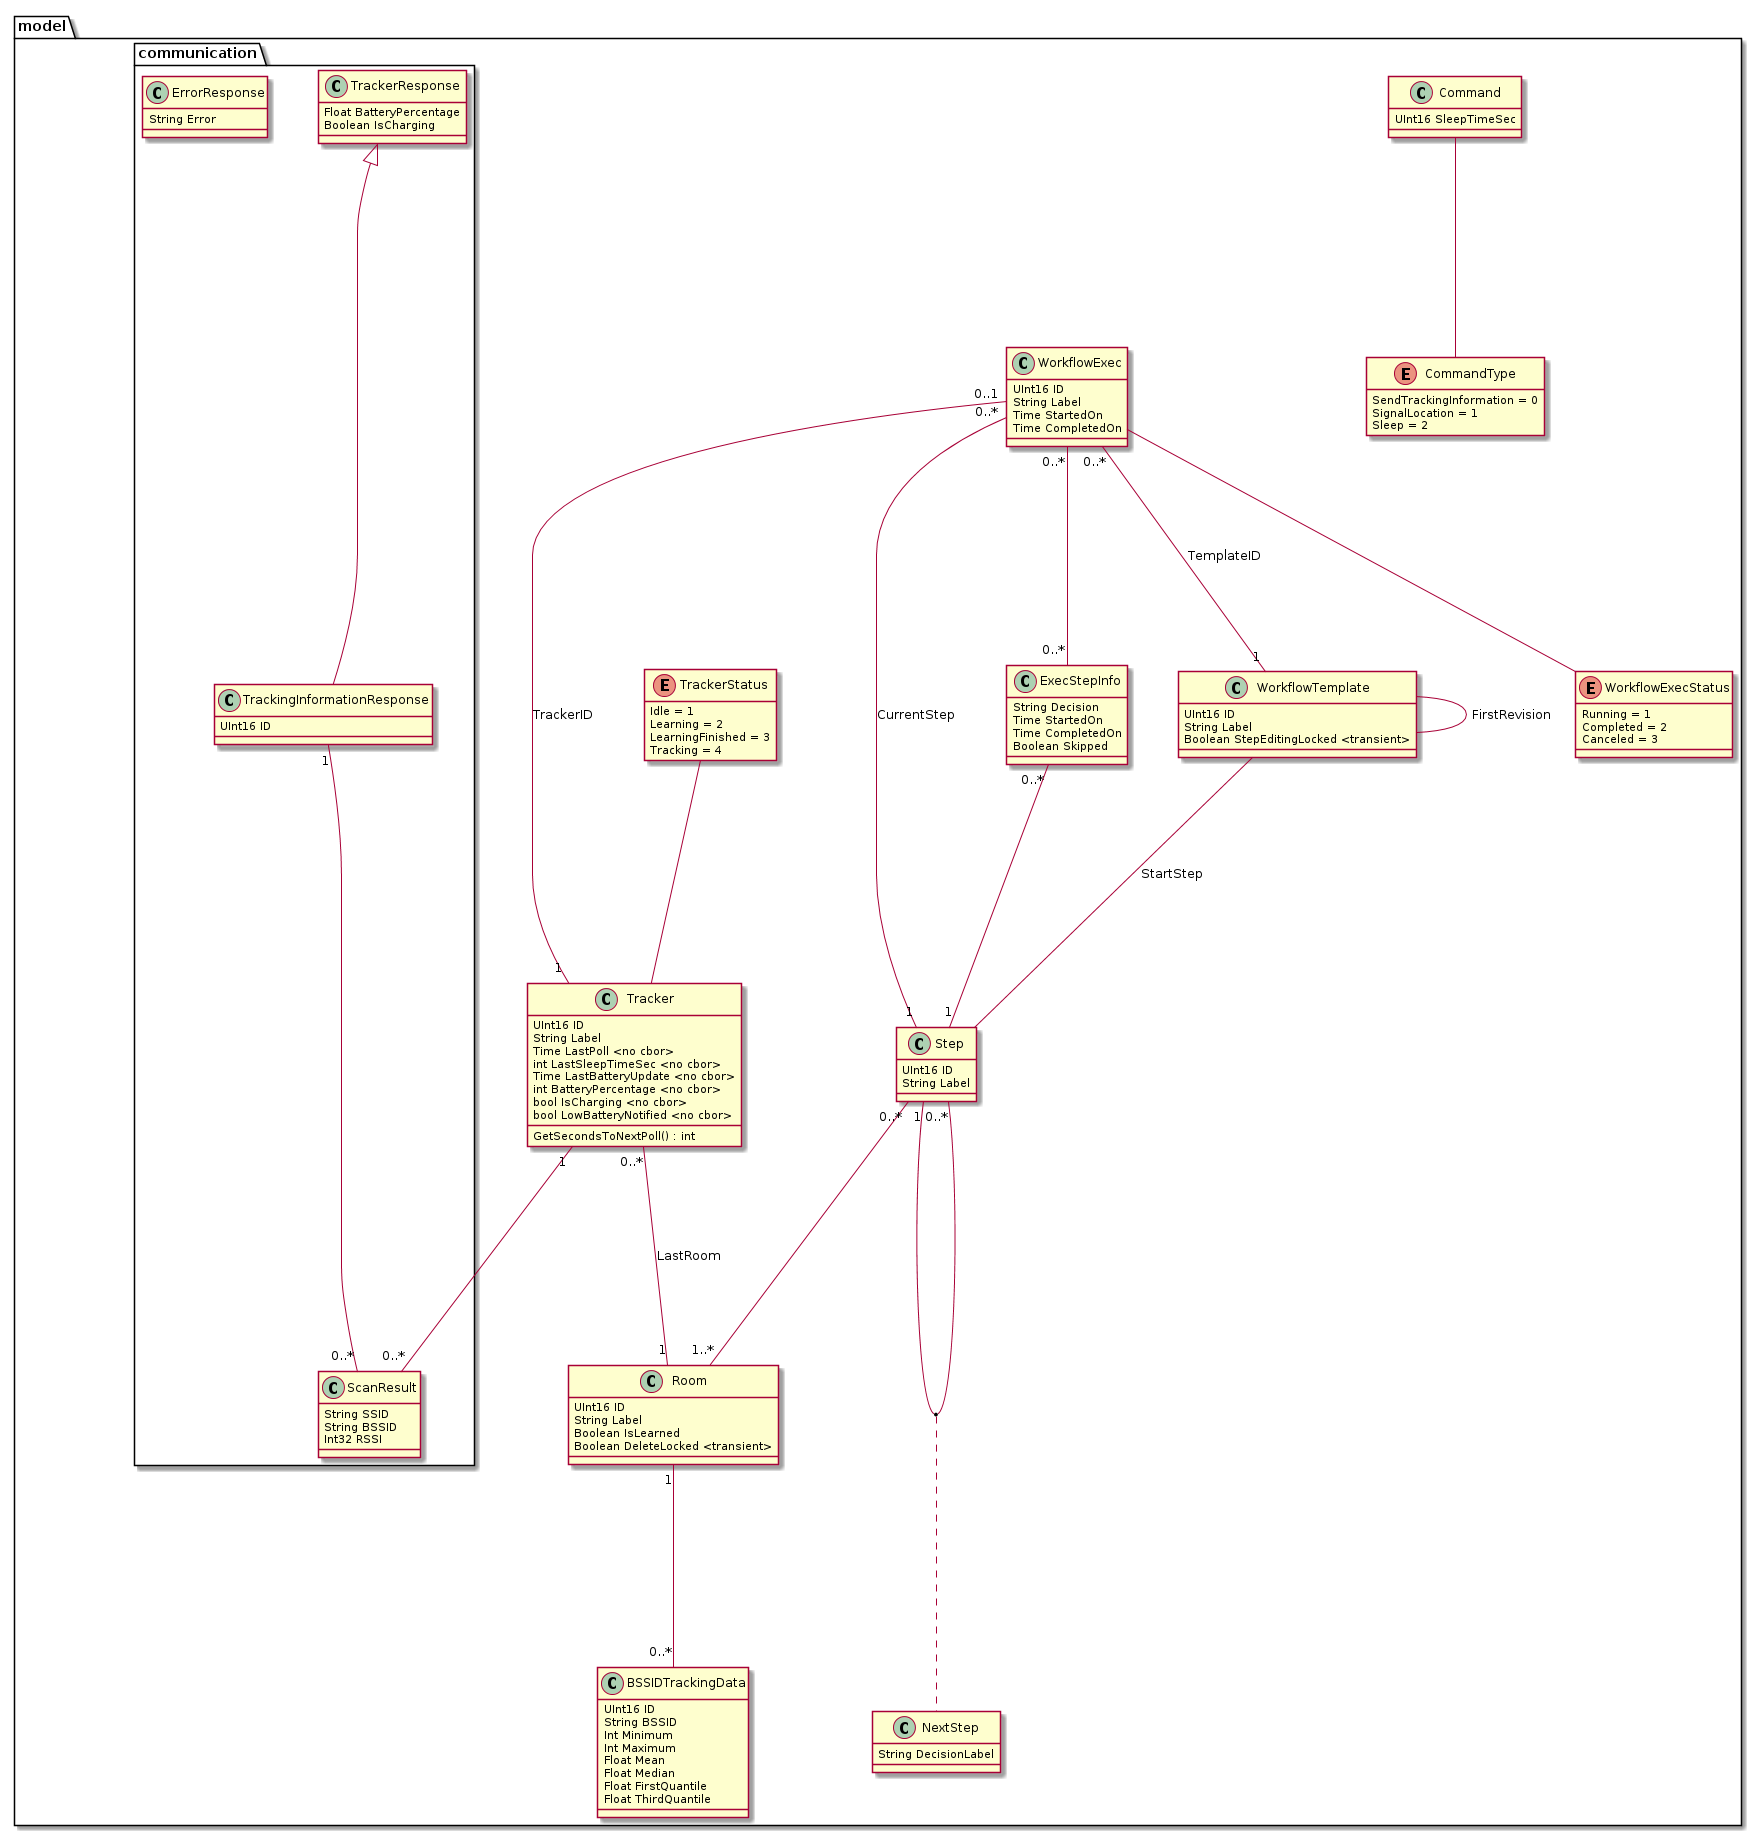 model
communication
C ErrorResponse
String Error
C TrackerResponse
Float BatteryPercentage
Boolean IsCharging
C Command
UInt16 SleepTimeSec
C WorkflowExec
UInt16 ID
String Label
Time StartedOn
Time CompletedOn
E CommandType
SendTrackingInformation = 0
SignalLocation = 1
Sleep = 2
0..1
0..*
0..*
0..*
TemplateID
0..*
1
C TrackingInformationResponse
UInt16 ID
1
TrackerID
E TrackerStatus
Idle = 1
Learning = 2
LearningFinished = 3
Tracking = 4
CurrentStep
C ExecStepInfo
String Decision
Time StartedOn
Time CompletedOn
Boolean Skipped
0..*
C WorkflowTemplate
UInt16 ID
String Label
Boolean StepEditingLocked <transient>
FirstRevision
E WorkflowExecStatus
Running = 1
Completed = 2
Canceled = 3
StartStep
1
1
1
C Tracker
UInt16 ID
String Label
Time LastPoll <no cbor>
int LastSleepTimeSec <no cbor>
Time LastBatteryUpdate <no cbor>
int BatteryPercentage <no cbor>
bool IsCharging <no cbor>
bool LowBatteryNotified <no cbor>
GetSecondsToNextPoll() : int
C Step
UInt16 ID
String Label
0..*
1
0..*
1
0..*
LastRoom
0..*
0..*
1
1..*
C ScanResult
String SSID
String BSSID
Int32 RSSI
C Room
UInt16 ID
String Label
Boolean IsLearned
Boolean DeleteLocked <transient>
1
0..*
C BSSIDTrackingData
UInt16 ID
String BSSID
Int Minimum
Int Maximum
Float Mean
Float Median
Float FirstQuantile
Float ThirdQuantile
C NextStep
String DecisionLabel